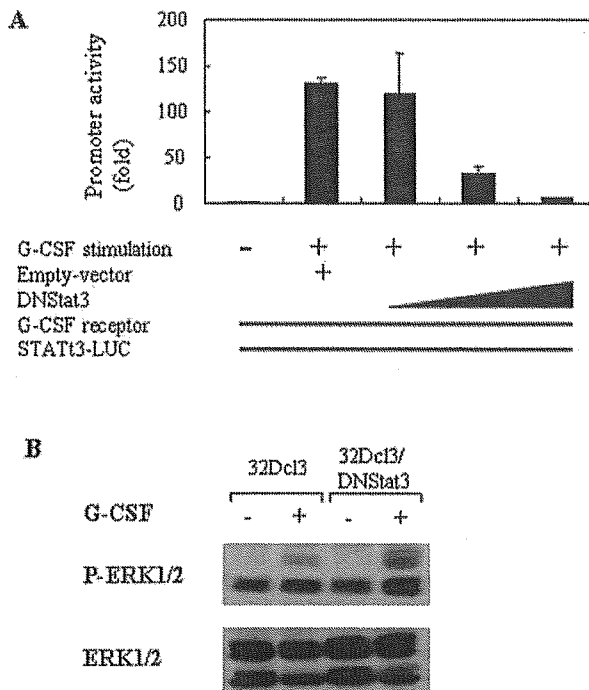 A
Promoter activity
(fold)
200
150
100
50
0
G-CSF stimulation - + + + +
Empty-vector +
DNStat3
G-CSF receptor
STATt3-LUC
B
32Dcl3 32Dcl3/
DNStat3
G-CSF - + - +
P-ERK1/2
ERK1/2